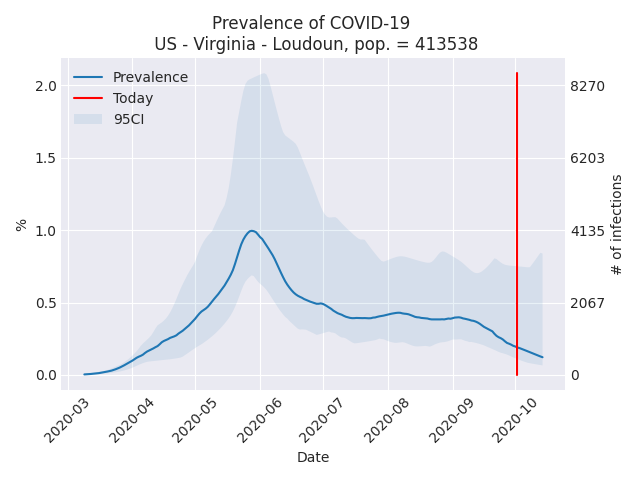 Prevalence of COVID-19
US - Virginia - Loudoun, pop. = 413538
Prevalence
Today
95CI
2.0
1.5
1.0
0.5
0.0
%
8270
6203
4135
2067
0
# of infections
2020-03
2020-04
2020-05
2020-06
2020-07
2020-08
2020-09
2020-10
Date